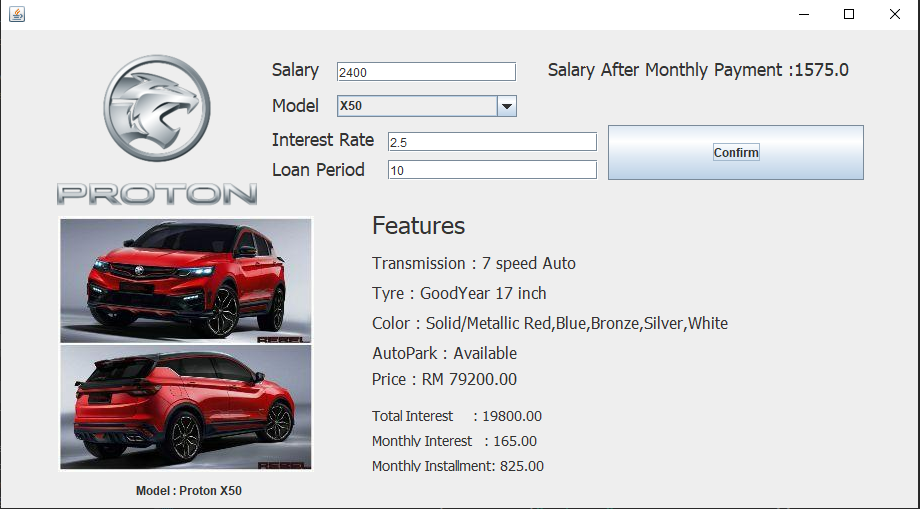 Salary 2400 Salary After Monthly Payment :1575.0
Model X50
Interest Rate 2.5
Loan Period 10
Confirm
PROTON
Features
Transmission : 7 speed Auto
Tyre : GoodYear 17 inch
Color : Solid/Metallic Red,Blue,Bronze,Silver,White
AutoPark : Available
Price : RM 79200.00
Total Interest : 19800.00
Monthly Interest : 165.00
Monthly Installment: 825.00
REBEL
REBEL
Model : Proton X50